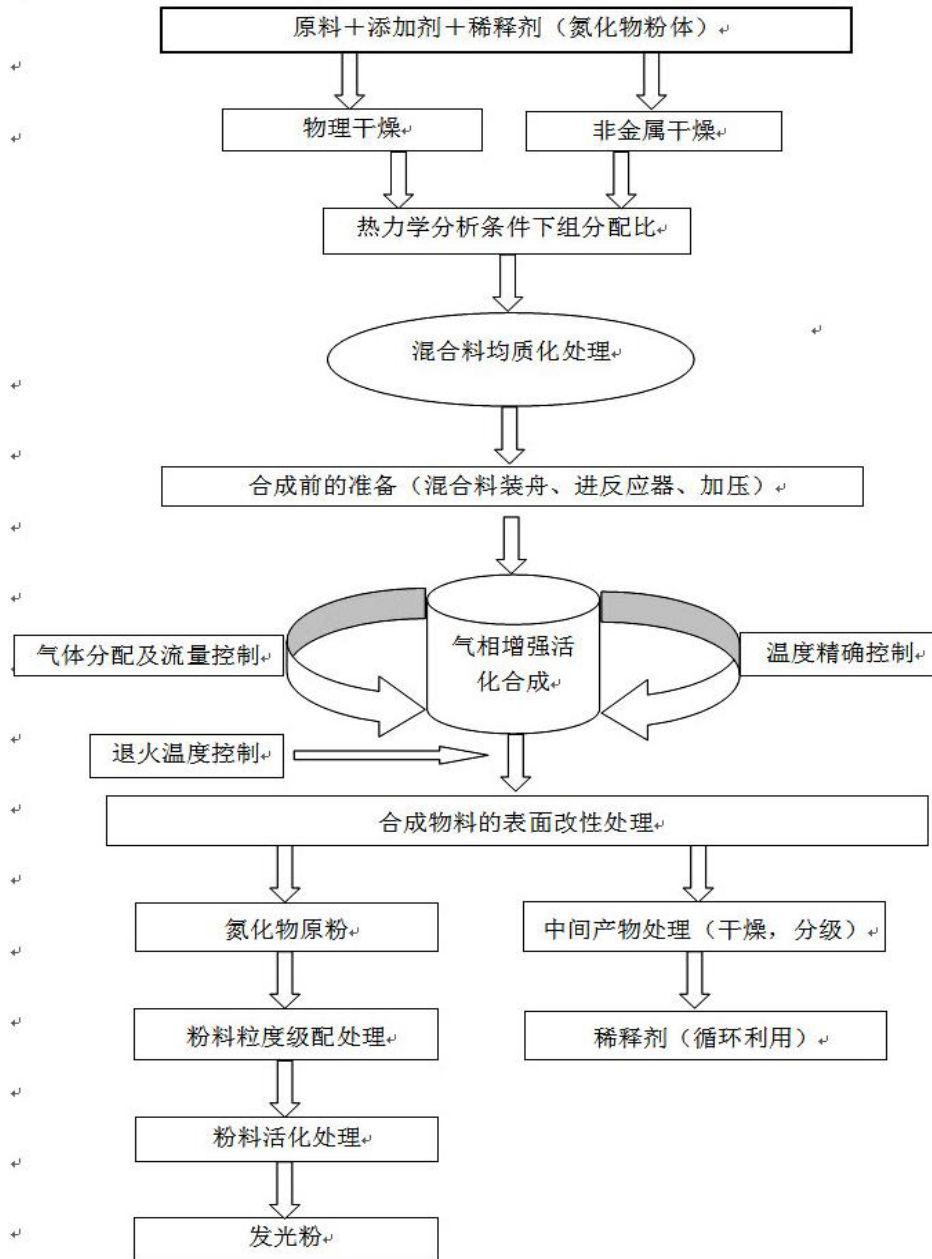 原料＋添加剂＋稀释剂（氮化物粉体）
物理干燥
非金属干燥
热力学分析条件下组分配比
混合料均质化处理
合成前的准备（混合料装舟、进反应器、加压）
气相增强活
化合成
气体分配及流量控制
温度精确控制
退火温度控制
合成物料的表面改性处理
氮化物原粉
中间产物处理（干燥，分级）
粉料粒度级配处理
稀释剂（循环利用）
粉料活化处理
发光粉